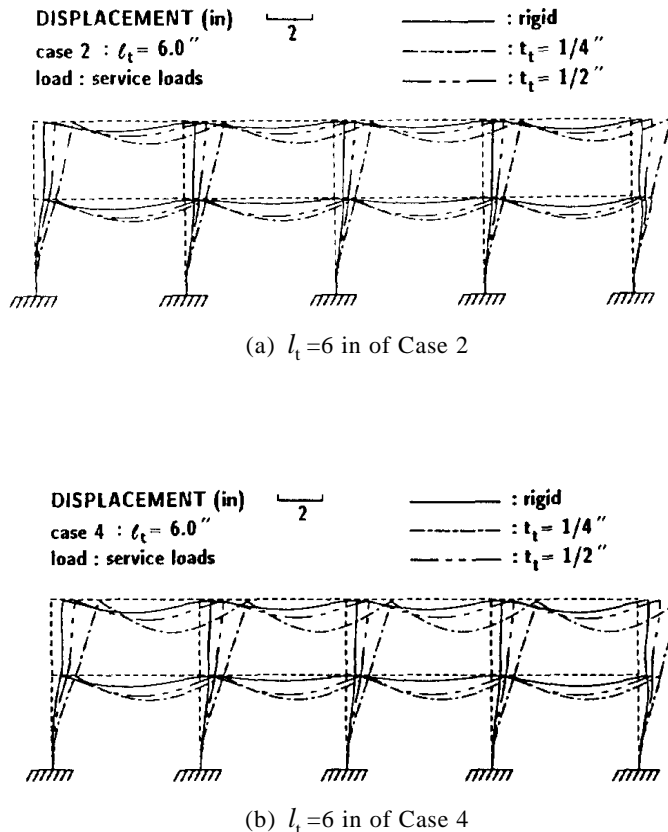 DISPLACEMENT (in)
2
case 2 : ℓt = 6.0″
load : service loads
: rigid
: tt = 1/4″
: tt = 1/2″
(a) lt =6 in of Case 2
DISPLACEMENT (in)
2
case 4 : ℓt = 6.0″
load : service loads
: rigid
: tt = 1/4″
: tt = 1/2″
(b) lt =6 in of Case 4